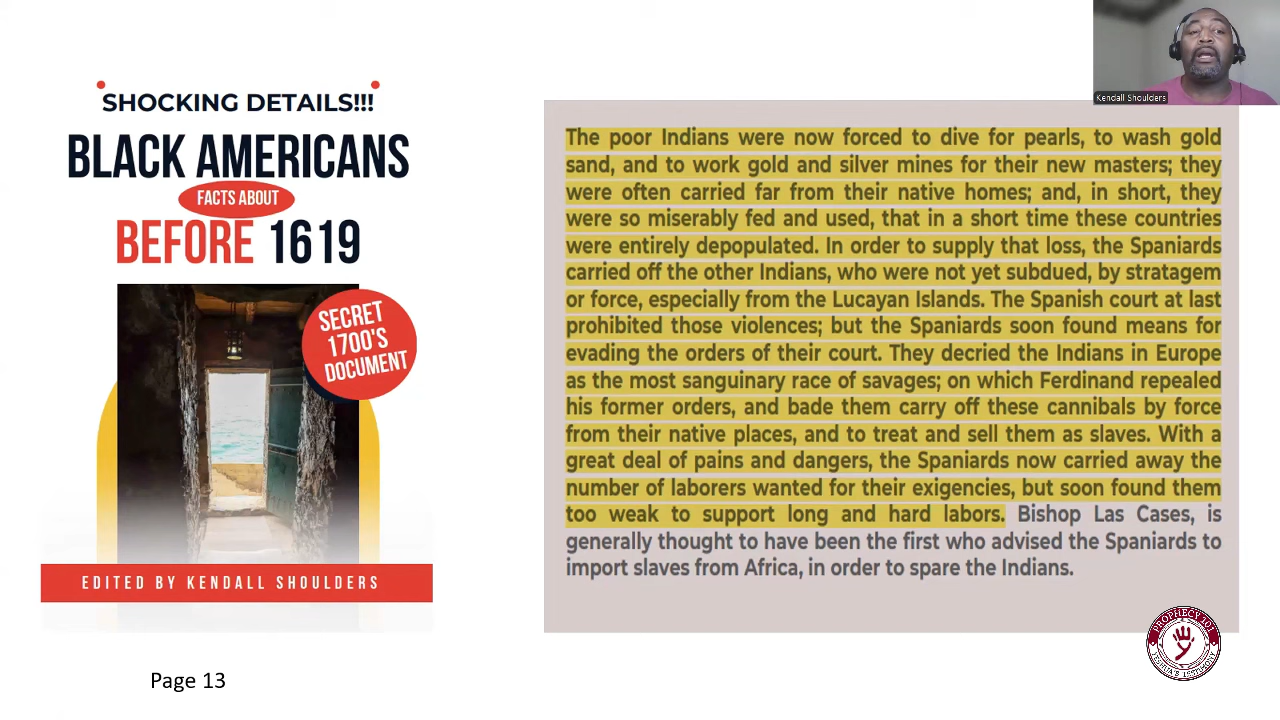 Kendall Shoulders
SHOCKING DETAILS!!!
BLACK AMERICANS
FACTS ABOUT
BEFORE 1619
SECRET
1700'S
DOCUMENT
EDITED BY KENDALL SHOULDERS
Page 13
The poor Indians were now forced to dive for pearls, to wash gold
sand, and to work gold and silver mines for their new masters; they
were often carried far from their native homes; and, in short, they
were so miserably fed and used, that in a short time these countries
were entirely depopulated. In order to supply that loss, the Spaniards
carried off the other Indians, who were not yet subdued, by stratagem
or force, especially from the Lucayan Islands. The Spanish court at last
prohibited those violences; but the Spaniards soon found means for
evading the orders of their court. They decried the Indians in Europe
as the most sanguinary race of savages; on which Ferdinand repealed
his former orders, and bade them carry off these cannibals by force
from their native places, and to treat and sell them as slaves. With a
great deal of pains and dangers, the Spaniards now carried away the
number of laborers wanted for their exigencies, but soon found them
too weak to support long and hard labors. Bishop Las Cases, is
generally thought to have been the first who advised the Spaniards to
import slaves from Africa, in order to spare the Indians.
PROPHECY 101
YESHUA'S TESTIMONY